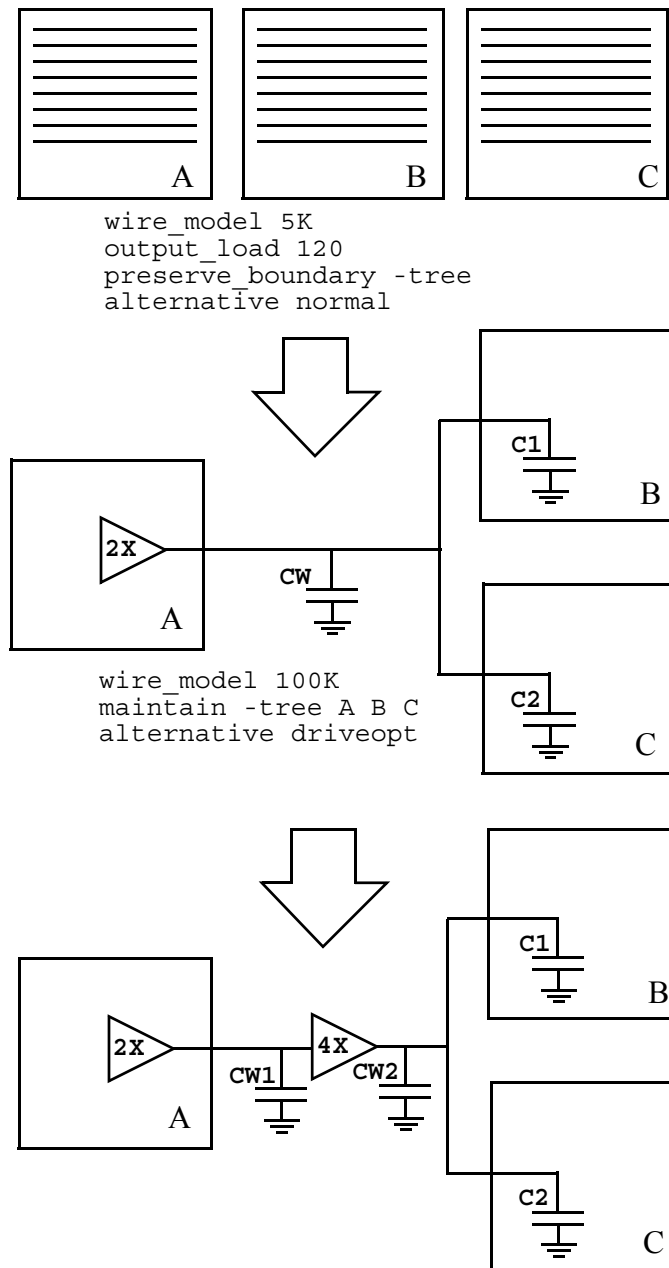 A B C
wire_model 5K
output_load 120
preserve_boundary -tree
alternative normal
C1
B
2X
CW
A
C2
C
wire_model 100K
maintain -tree A B C
alternative driveopt
C1
B
2X
4X
CW1
CW2
A
C2
C